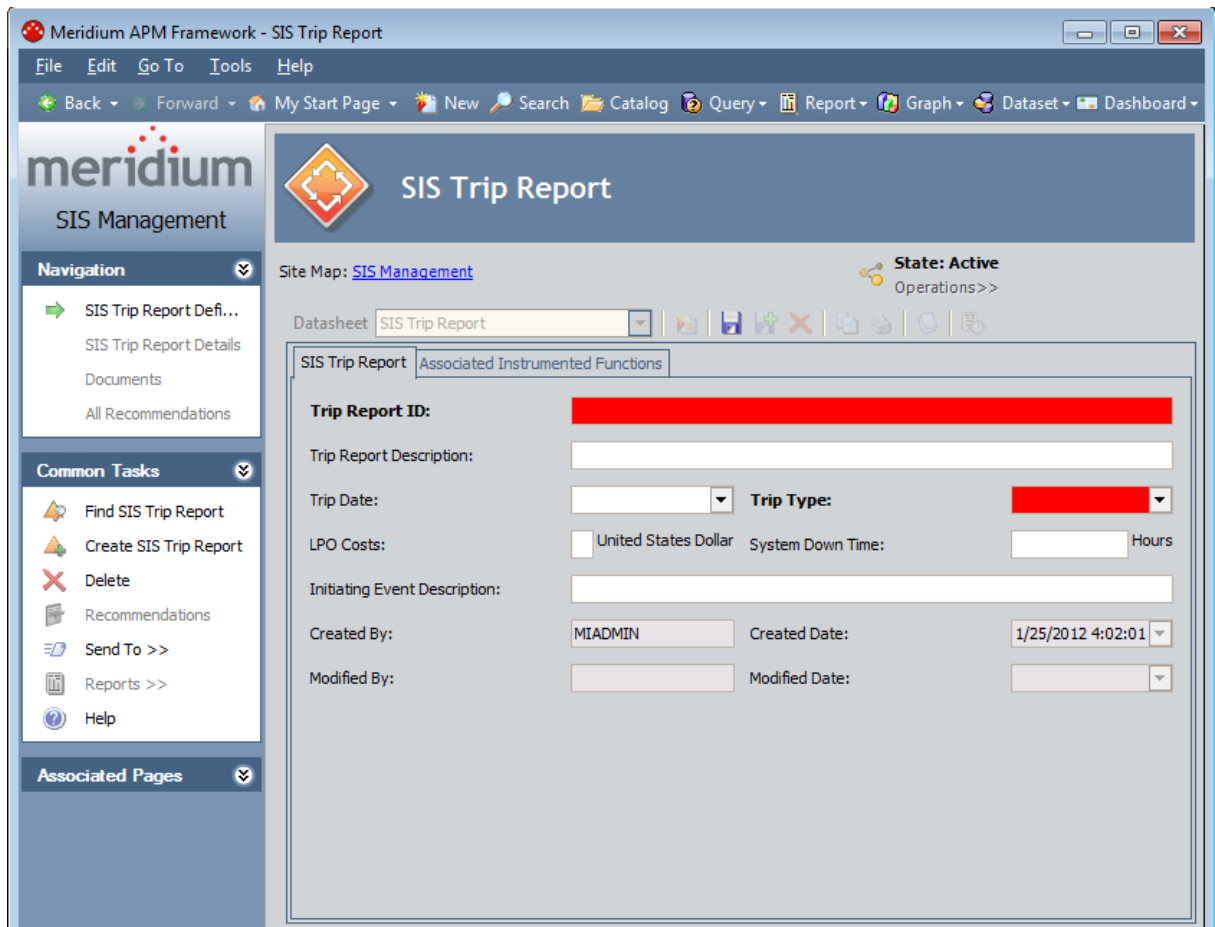 Meridium APM Framework - SIS Trip Report
File Edit Go To Tools Help
Back Forward My Start Page New Search Catalog Query Report Graph Dataset Dashboard
meridium
SIS Management
SIS Trip Report
Navigation
SIS Trip Report Defi...
SIS Trip Report Details
Documents
All Recommendations
Common Tasks
Find SIS Trip Report
Create SIS Trip Report
Delete
Recommendations
Send To >>
Reports >>
Help
Associated Pages
Site Map: SIS Management
State: Active
Operations>>
Datasheet SIS Trip Report
SIS Trip Report Associated Instrumented Functions
Trip Report ID:
Trip Report Description:
Trip Date: Trip Type:
LPO Costs: United States Dollar System Down Time: Hours
Initiating Event Description:
Created By: MIADMIN Created Date: 1/25/2012 4:02:01
Modified By: Modified Date: